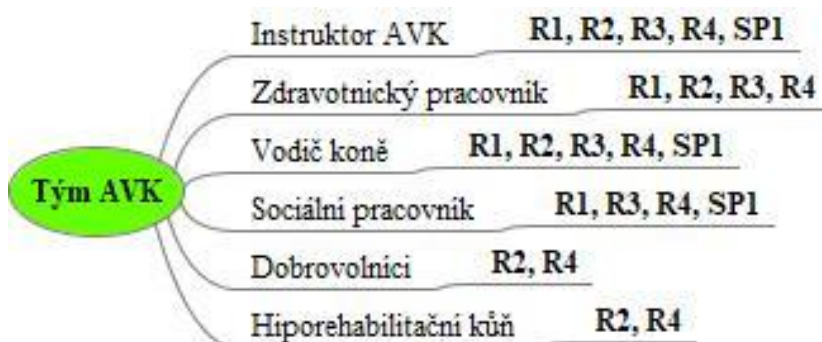 Instruktor AVK R1, R2, R3, R4, SP1
Zdravotnický pracovník R1, R2, R3, R4
Vodič koně R1, R2, R3, R4, SP1
Tým AVK
Sociální pracovník R1, R3, R4, SP1
Dobrovolníci R2, R4
Hiporehabilitační kůň R2, R4